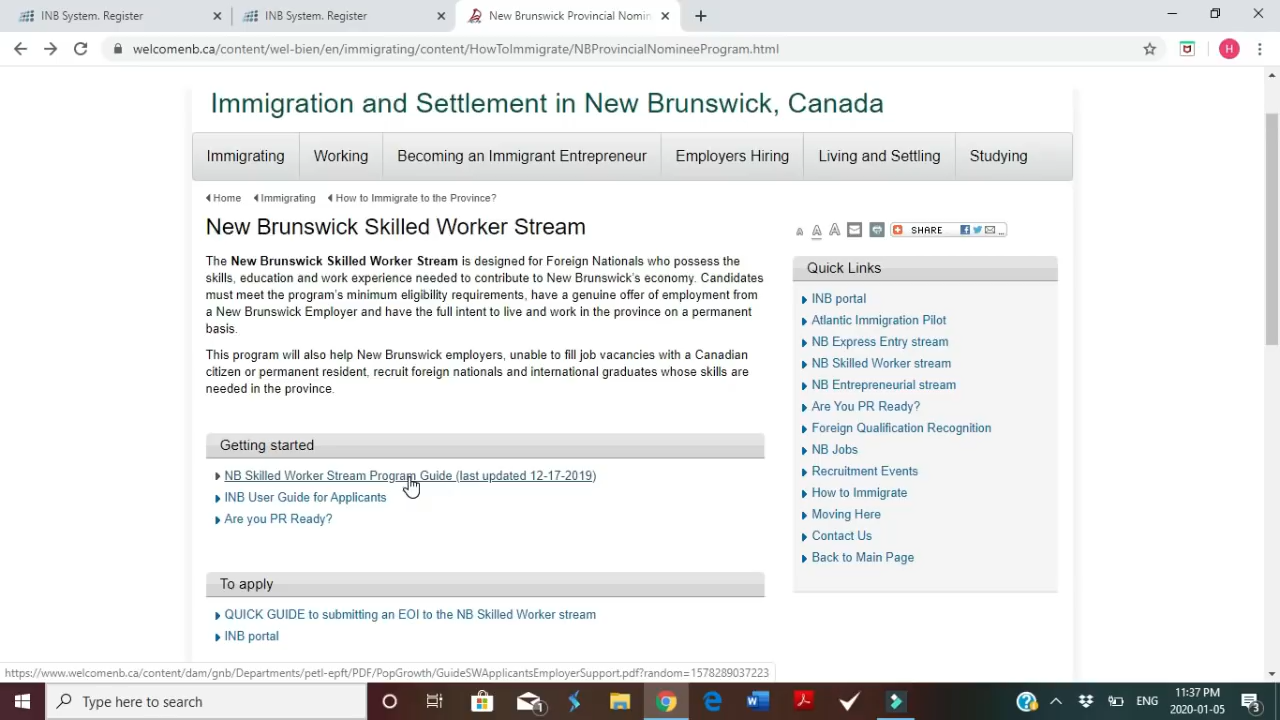 INB System. Register
INB System. Register
New Brunswick Provincial Nomin
welcomenb.ca/content/wel-bien/en/immigrating/content/HowToImmigrate/NBProvincialNomineeProgram.html
H
Immigration and Settlement in New Brunswick, Canada
Immigrating Working Becoming an Immigrant Entrepreneur Employers Hiring Living and Settling Studying
Home Immigrating How to Immigrate to the Province?
New Brunswick Skilled Worker Stream
A A A SHARE ...
The New Brunswick Skilled Worker Stream is designed for Foreign Nationals who possess the
skills, education and work experience needed to contribute to New Brunswick's economy. Candidates
must meet the program's minimum eligibility requirements, have a genuine offer of employment from
a New Brunswick Employer and have the full intent to live and work in the province on a permanent
basis.
This program will also help New Brunswick employers, unable to fill job vacancies with a Canadian
citizen or permanent resident, recruit foreign nationals and international graduates whose skills are
needed in the province.
Getting started
NB Skilled Worker Stream Program Guide (last updated 12-17-2019)
INB User Guide for Applicants
Are you PR Ready?
To apply
QUICK GUIDE to submitting an EOI to the NB Skilled Worker stream
INB portal
Quick Links
INB portal
Atlantic Immigration Pilot
NB Express Entry stream
NB Skilled Worker stream
NB Entrepreneurial stream
Are You PR Ready?
Foreign Qualification Recognition
NB Jobs
Recruitment Events
How to Immigrate
Moving Here
Contact Us
Back to Main Page
https://www.welcomenb.ca/content/dam/gnb/Departments/petl-epft/PDF/PopGrowth/GuideSWApplicantsEmployerSupport.pdf?random=1578289037223
Type here to search
1
ENG
11:37 PM
2020-01-05
3